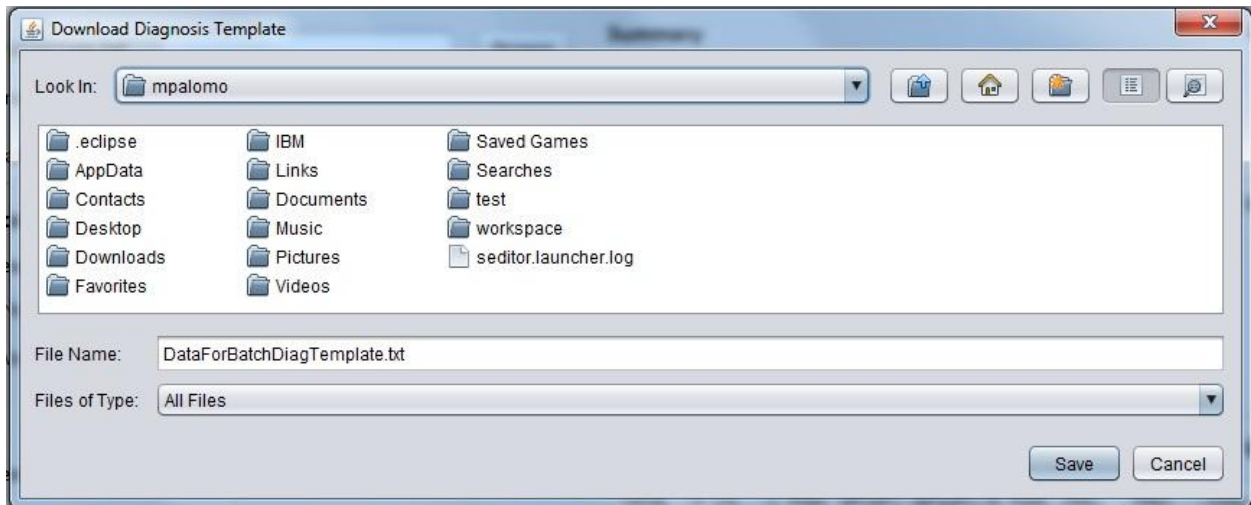 Download Diagnosis Template
Summary
Look In: mpalomo
.eclipse IBM Saved Games
AppData Links Searches
Contacts Documents test
Desktop Music workspace
Downloads Pictures seditor.launcher.log
Favorites Videos
File Name: DataForBatchDiagTemplate.txt
Files of Type: All Files
Save Cancel